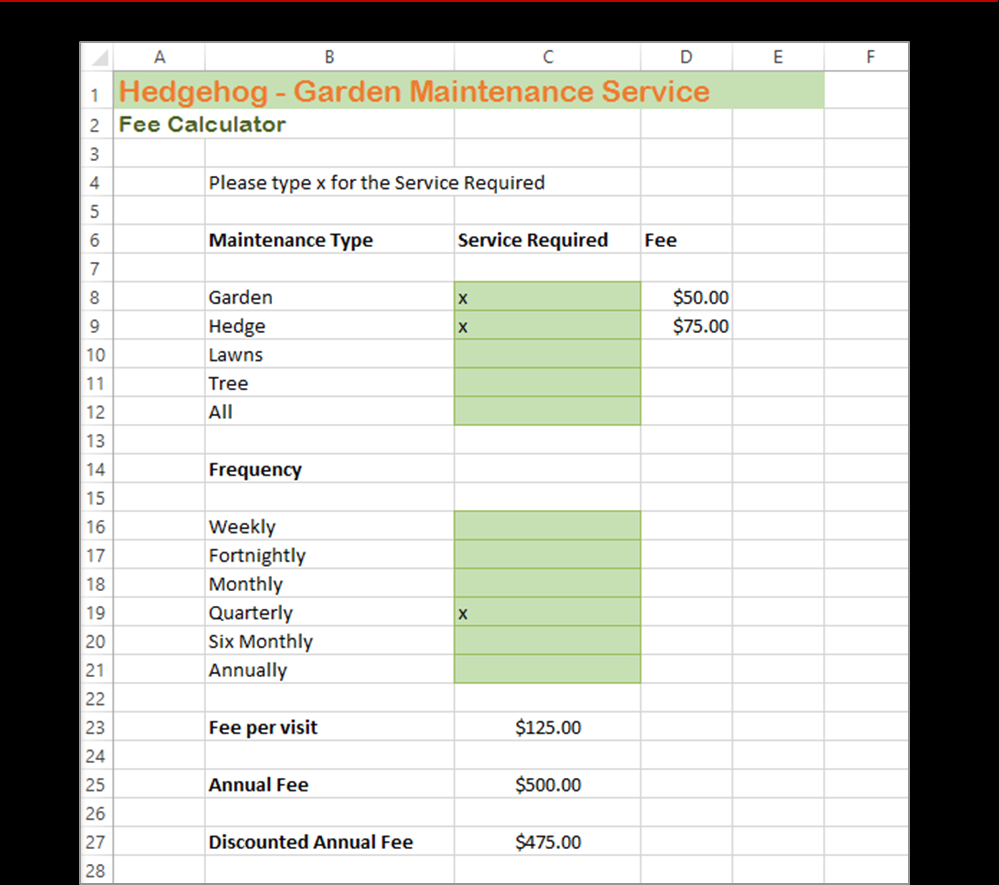 A B C D E F
1 Hedgehog - Garden Maintenance Service
2 Fee Calculator
3
4 Please type x for the Service Required
5
6 Maintenance Type Service Required Fee
7
8 Garden x $50.00
9 Hedge x $75.00
10 Lawns
11 Tree
12 All
13
14 Frequency
15
16 Weekly
17 Fortnightly
18 Monthly
19 Quarterly x
20 Six Monthly
21 Annually
22
23 Fee per visit $125.00
24
25 Annual Fee $500.00
26
27 Discounted Annual Fee $475.00
28